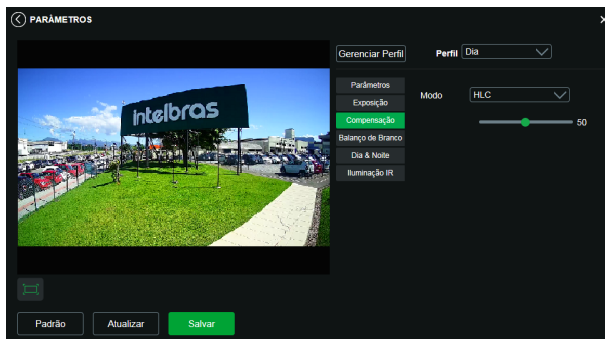 PARÂMETROS
intelbras
Gerenciar Perfil
Perfil
Dia
Parâmetros
Exposição
Compensação
Balanço de Branco
Dia & Noite
Iluminação IR
Modo
HLC
50
Padrão
Atualizar
Salvar